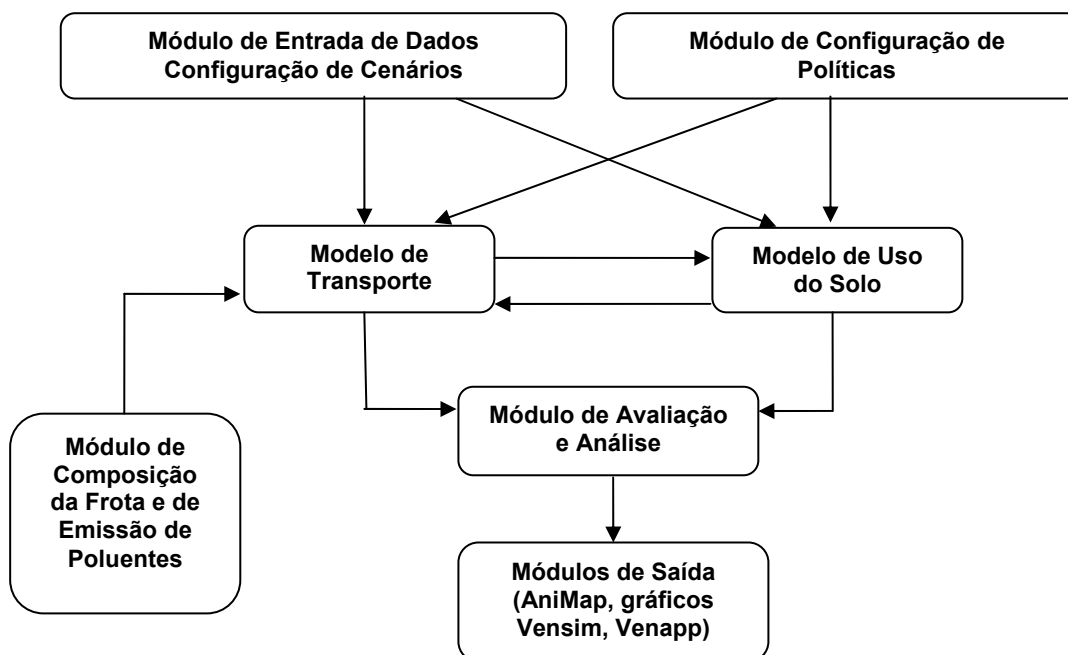 Módulo de Entrada de Dados
Configuração de Cenários
Módulo de Configuração de
Políticas
Modelo de
Transporte
Modelo de Uso
do Solo
Módulo de Avaliação
e Análise
Módulo de
Composição
da Frota e de
Emissão de
Poluentes
Módulos de Saída
(AniMap, gráficos
Vensim, Venapp)